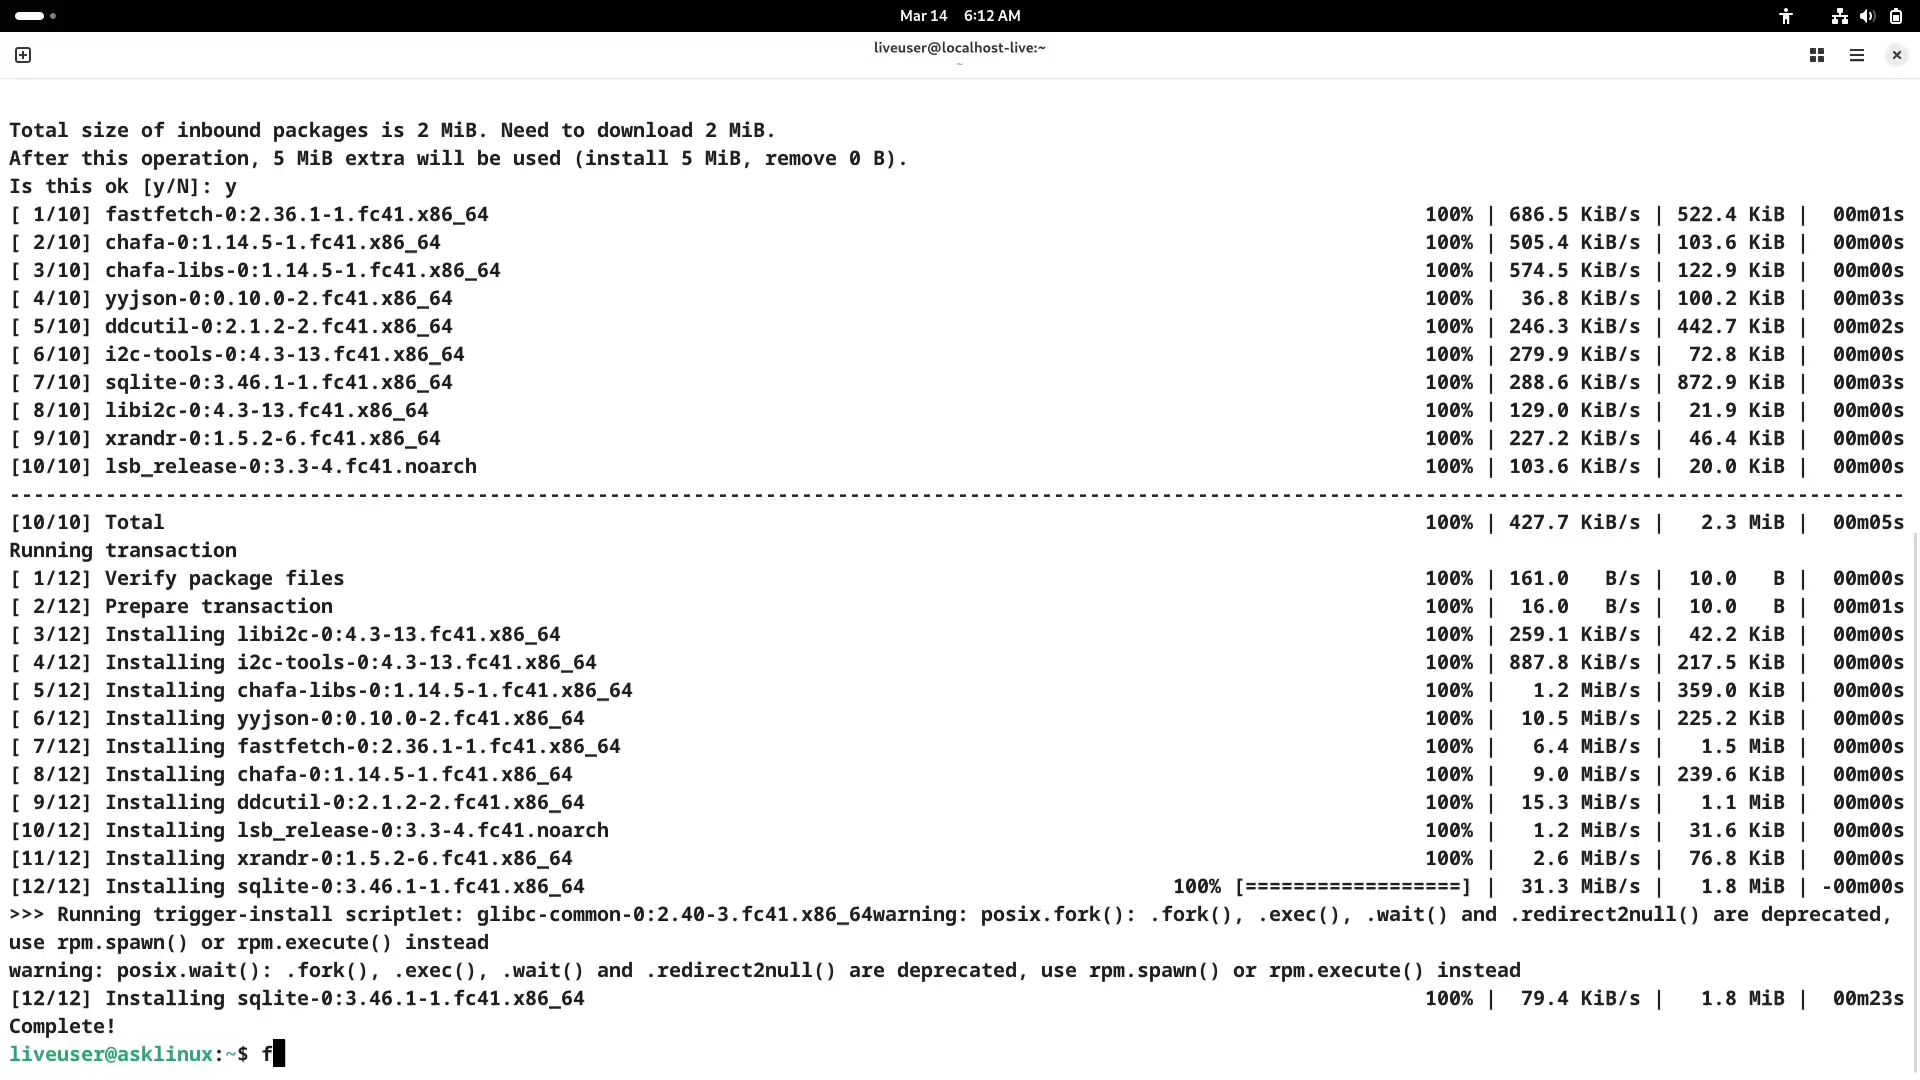 Mar 14 6:12 AM
liveuser@localhost-live:~
~
Total size of inbound packages is 2 MiB. Need to download 2 MiB.
After this operation, 5 MiB extra will be used (install 5 MiB, remove 0 B).
Is this ok [y/N]: y
[ 1/10] fastfetch-0:2.36.1-1.fc41.x86_64 100% | 686.5 KiB/s | 522.4 KiB | 00m01s
[ 2/10] chafa-0:1.14.5-1.fc41.x86_64 100% | 505.4 KiB/s | 103.6 KiB | 00m00s
[ 3/10] chafa-libs-0:1.14.5-1.fc41.x86_64 100% | 574.5 KiB/s | 122.9 KiB | 00m00s
[ 4/10] yyjson-0:0.10.0-2.fc41.x86_64 100% | 36.8 KiB/s | 100.2 KiB | 00m03s
[ 5/10] ddcutil-0:2.1.2-2.fc41.x86_64 100% | 246.3 KiB/s | 442.7 KiB | 00m02s
[ 6/10] i2c-tools-0:4.3-13.fc41.x86_64 100% | 279.9 KiB/s | 72.8 KiB | 00m00s
[ 7/10] sqlite-0:3.46.1-1.fc41.x86_64 100% | 288.6 KiB/s | 872.9 KiB | 00m03s
[ 8/10] libi2c-0:4.3-13.fc41.x86_64 100% | 129.0 KiB/s | 21.9 KiB | 00m00s
[ 9/10] xrandr-0:1.5.2-6.fc41.x86_64 100% | 227.2 KiB/s | 46.4 KiB | 00m00s
[10/10] lsb_release-0:3.3-4.fc41.noarch 100% | 103.6 KiB/s | 20.0 KiB | 00m00s
--------------------------------------------------------------------------------------------------------------------------------------------------------------
[10/10] Total 100% | 427.7 KiB/s | 2.3 MiB | 00m05s
Running transaction
[ 1/12] Verify package files 100% | 161.0 B/s | 10.0 B | 00m00s
[ 2/12] Prepare transaction 100% | 16.0 B/s | 10.0 B | 00m01s
[ 3/12] Installing libi2c-0:4.3-13.fc41.x86_64 100% | 259.1 KiB/s | 42.2 KiB | 00m00s
[ 4/12] Installing i2c-tools-0:4.3-13.fc41.x86_64 100% | 887.8 KiB/s | 217.5 KiB | 00m00s
[ 5/12] Installing chafa-libs-0:1.14.5-1.fc41.x86_64 100% | 1.2 MiB/s | 359.0 KiB | 00m00s
[ 6/12] Installing yyjson-0:0.10.0-2.fc41.x86_64 100% | 10.5 MiB/s | 225.2 KiB | 00m00s
[ 7/12] Installing fastfetch-0:2.36.1-1.fc41.x86_64 100% | 6.4 MiB/s | 1.5 MiB | 00m00s
[ 8/12] Installing chafa-0:1.14.5-1.fc41.x86_64 100% | 9.0 MiB/s | 239.6 KiB | 00m00s
[ 9/12] Installing ddcutil-0:2.1.2-2.fc41.x86_64 100% | 15.3 MiB/s | 1.1 MiB | 00m00s
[10/12] Installing lsb_release-0:3.3-4.fc41.noarch 100% | 1.2 MiB/s | 31.6 KiB | 00m00s
[11/12] Installing xrandr-0:1.5.2-6.fc41.x86_64 100% | 2.6 MiB/s | 76.8 KiB | 00m00s
[12/12] Installing sqlite-0:3.46.1-1.fc41.x86_64 100% [==================] | 31.3 MiB/s | 1.8 MiB | -00m00s
>>> Running trigger-install scriptlet: glibc-common-0:2.40-3.fc41.x86_64warning: posix.fork(): .fork(), .exec(), .wait() and .redirect2null() are deprecated,
use rpm.spawn() or rpm.execute() instead
warning: posix.wait(): .fork(), .exec(), .wait() and .redirect2null() are deprecated, use rpm.spawn() or rpm.execute() instead
[12/12] Installing sqlite-0:3.46.1-1.fc41.x86_64 100% | 79.4 KiB/s | 1.8 MiB | 00m23s
Complete!
liveuser@asklinux:~$ f